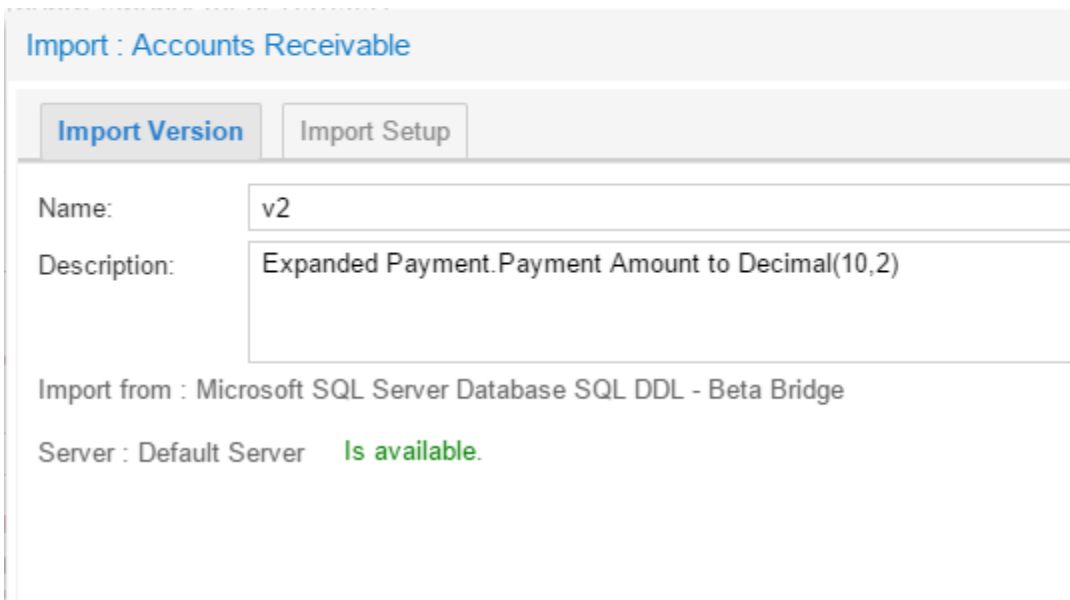 Import : Accounts Receivable
Import Version Import Setup
Name: v2
Description: Expanded Payment.Payment Amount to Decimal(10,2)
Import from : Microsoft SQL Server Database SQL DDL - Beta Bridge
Server : Default Server Is available.